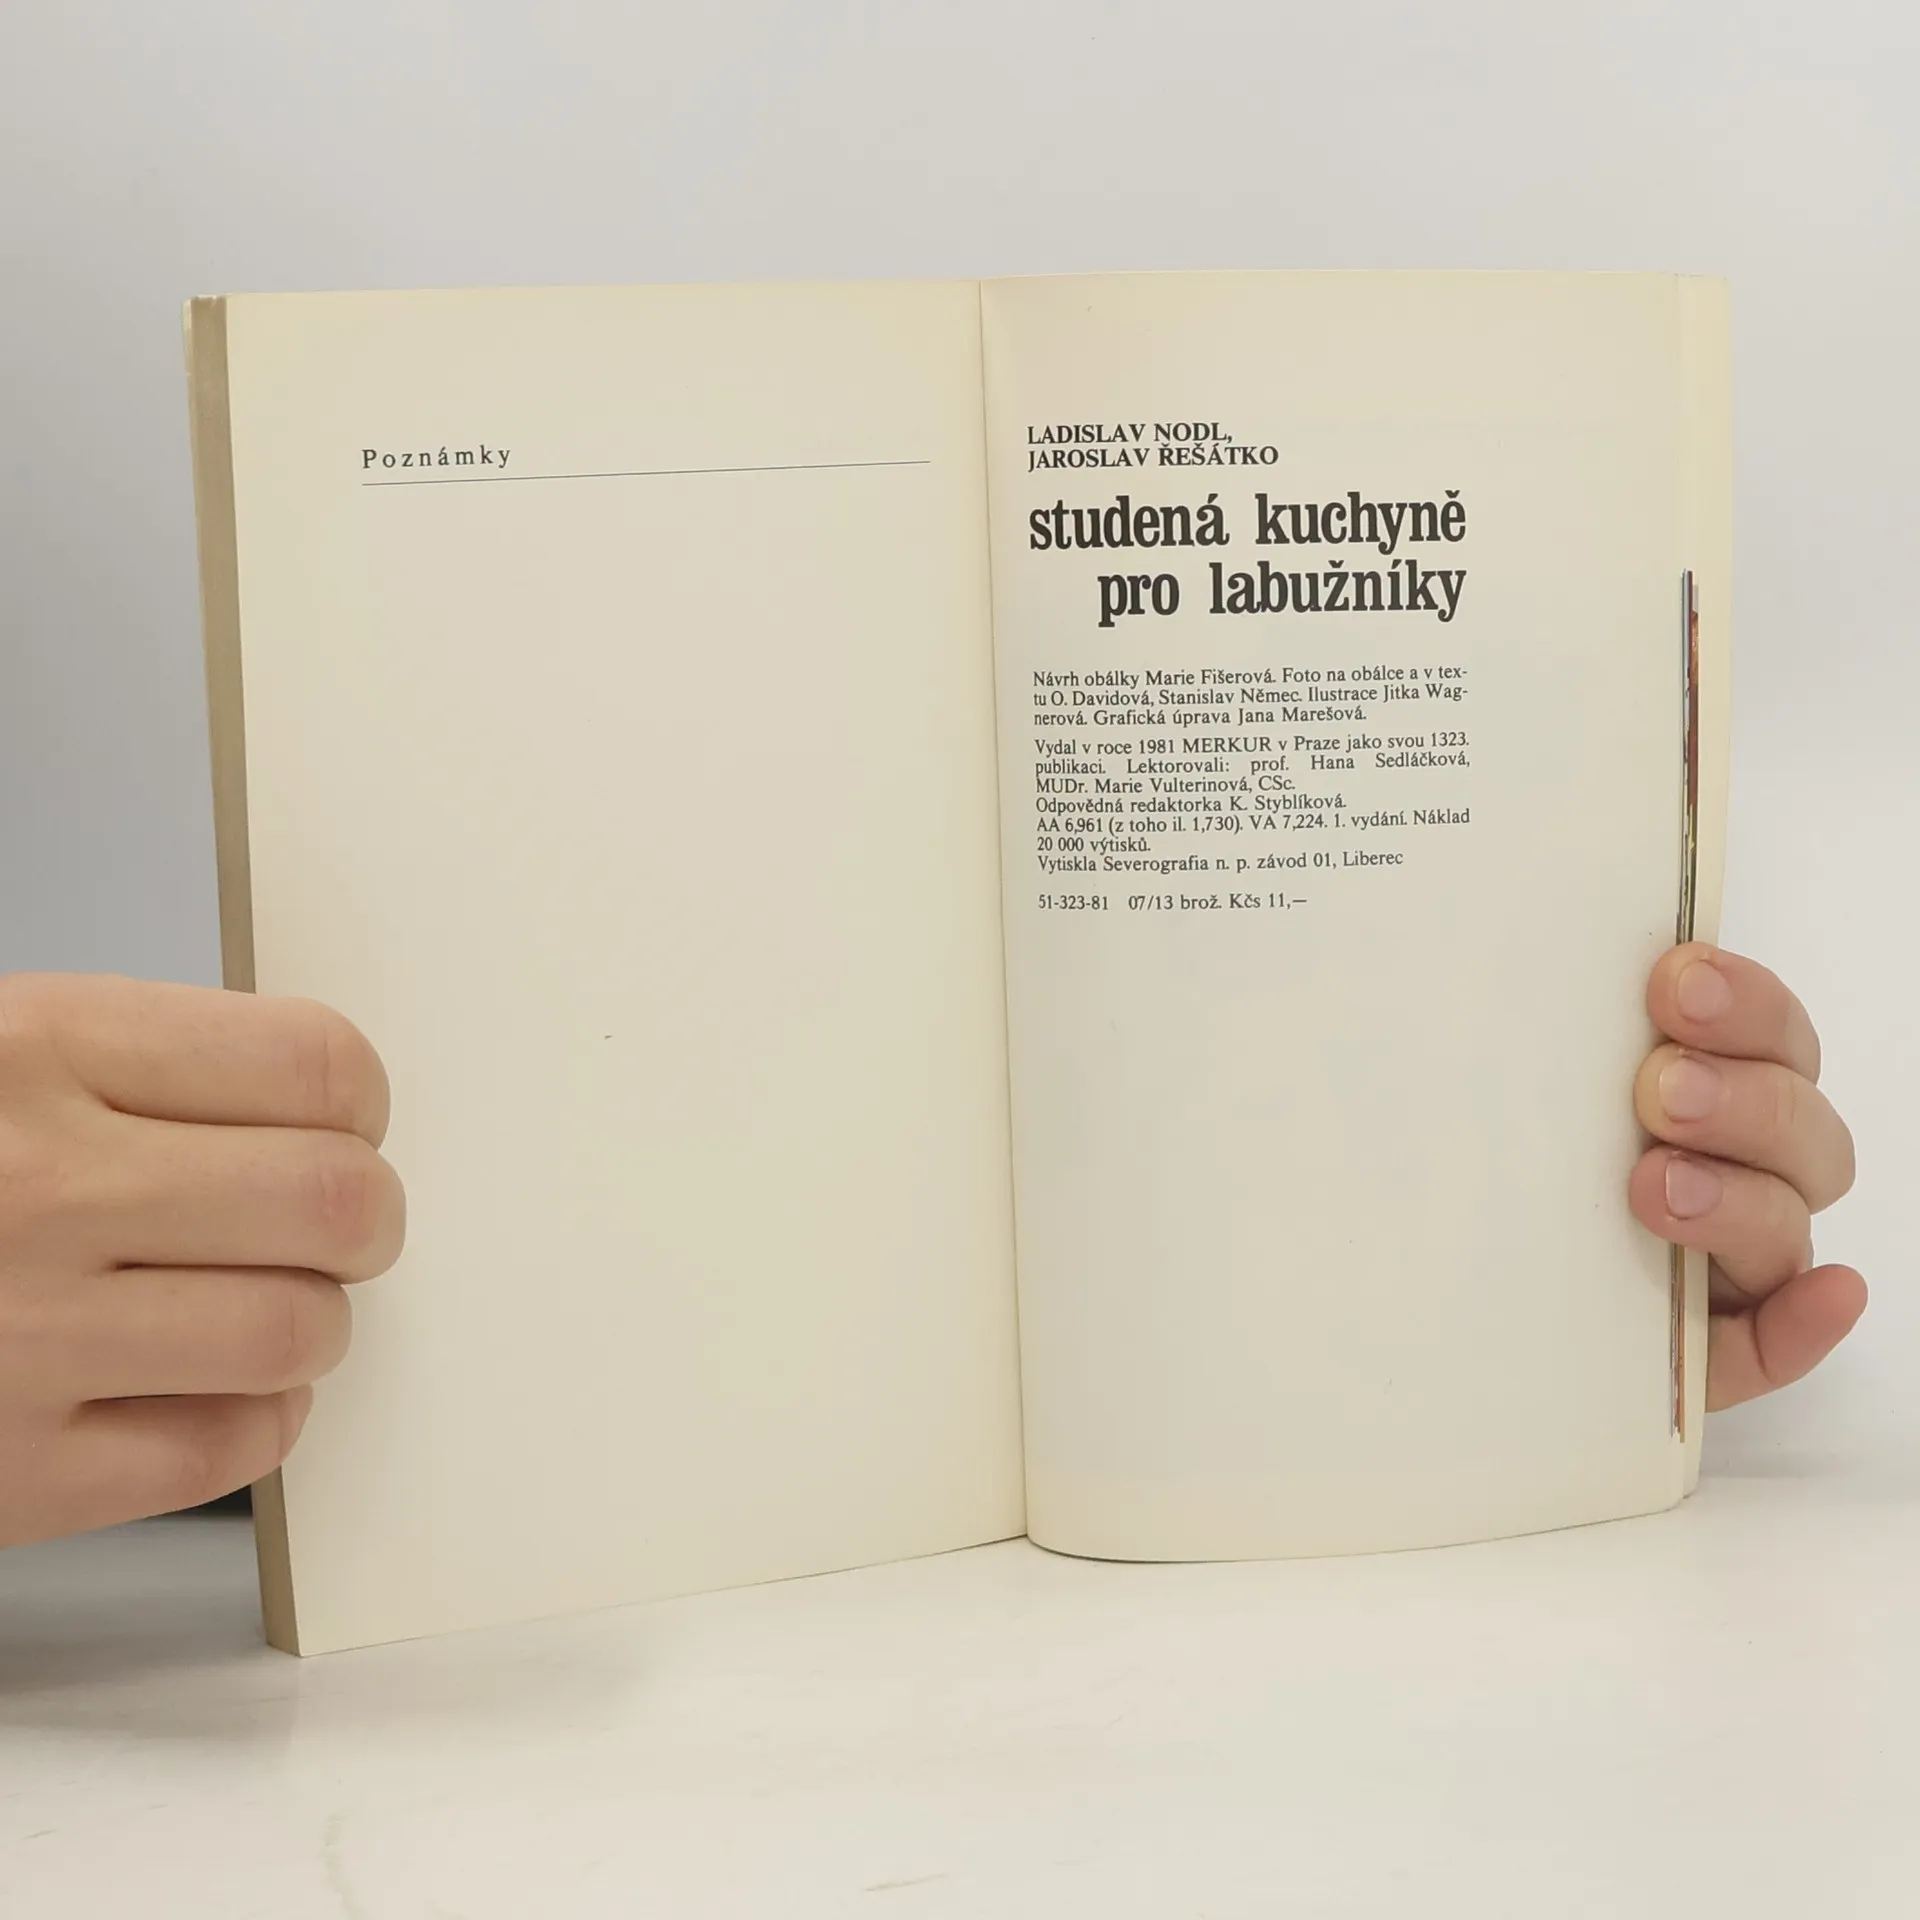 Poznámky
LADISLAV NODL,
JAROSLAV ŘEŠÁTKO
studená kuchyně
pro labužníky
Návrh obálky Marie Fišerová. Foto na obálce a v tex-
tu O. Davidová, Stanislav Němec. Ilustrace Jitka Wag-
nerová. Grafická úprava Jana Marešová.
Vydal v roce 1981 MERKUR v Praze jako svou 1323.
publikaci. Lektorovali: prof. Hana Sedláčková,
MUDr. Marie Vulterinová, CSc.
Odpovědná redaktorka K. Styblíková.
AA 6,961 (z toho il. 1,730). VA 7,224. 1. vydání. Náklad
20 000 výtisků.
Vytiskla Severografia n. p. závod 01, Liberec
51-323-81 07/13 brož. Kčs 11,—